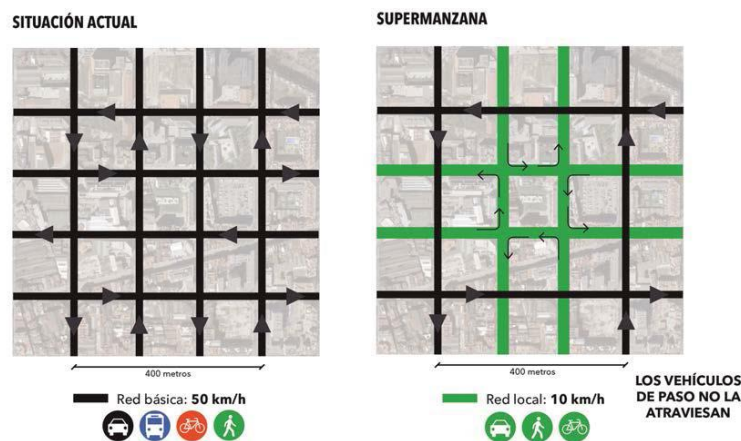 SITUACIÓN ACTUAL
400 metros
Red básica: 50 km/h
SUPERMANZANA
400 metros
Red local: 10 km/h
LOS VEHÍCULOS
DE PASO NO LA
ATRAVIESAN